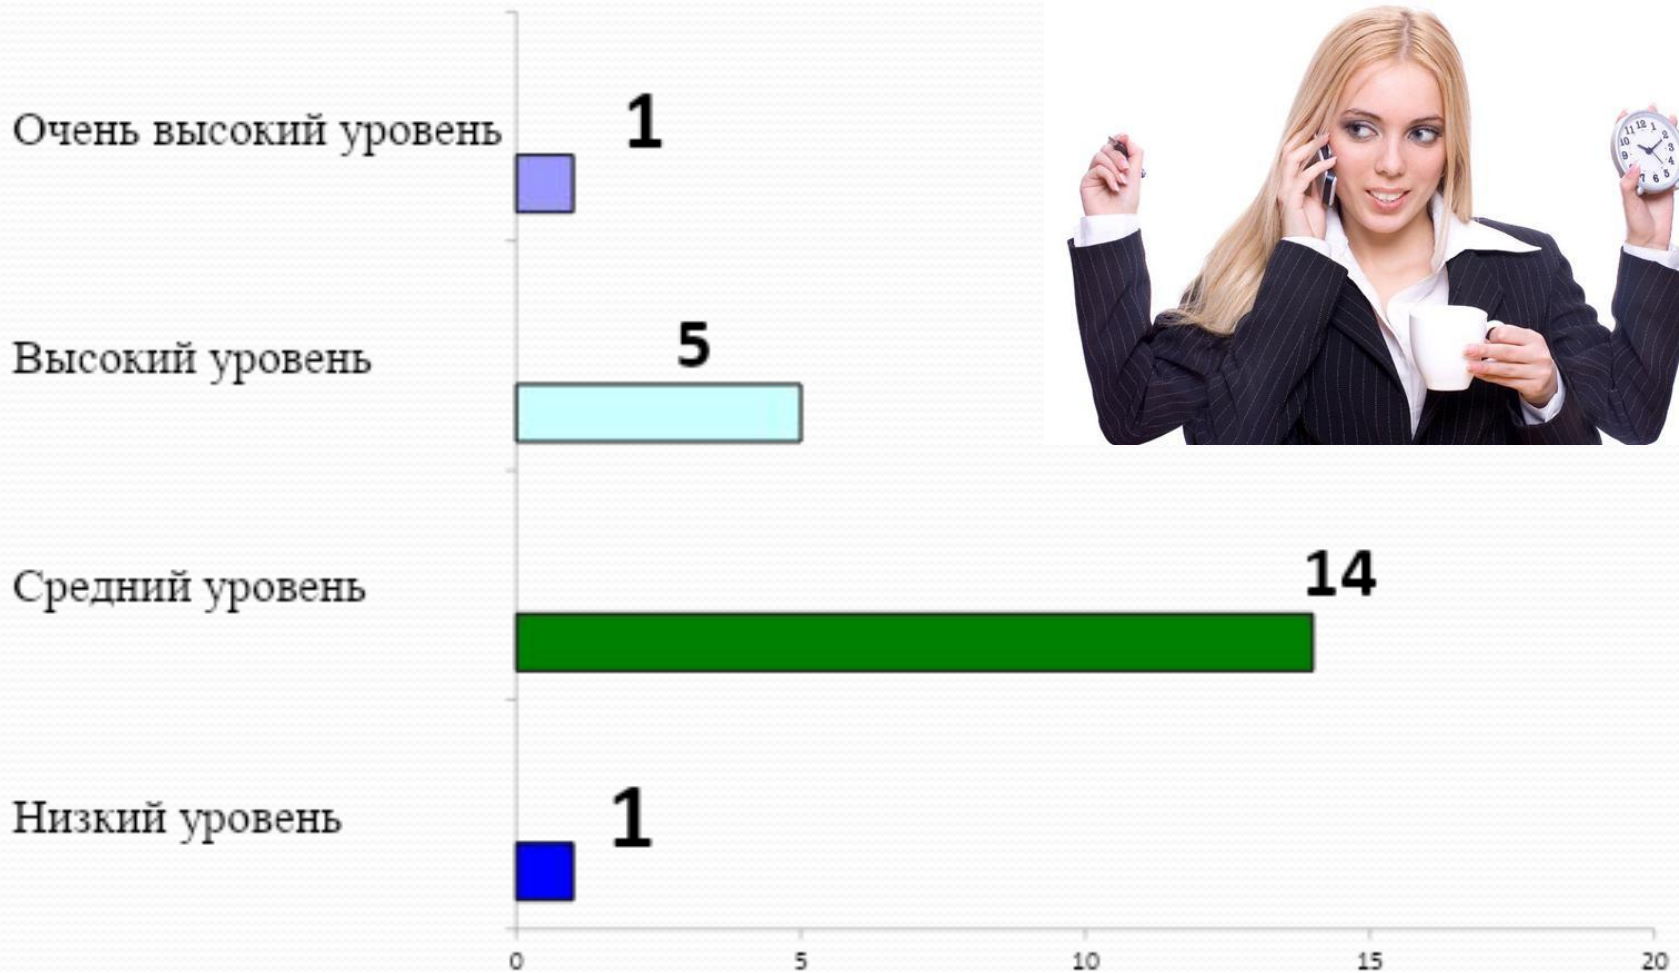 Очень высокий уровень
1
Высокий уровень
5
Средний уровень
14
Низкий уровень
1
0 5 10 15 20